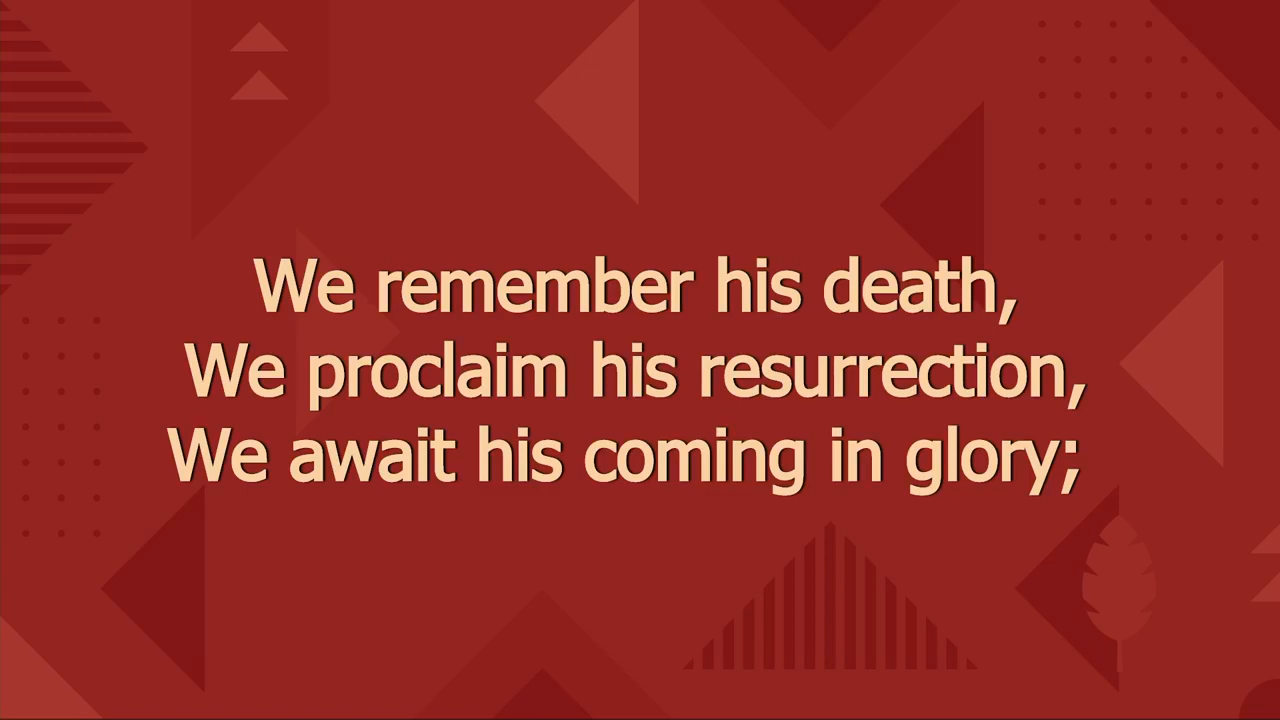 We remember his death,
We proclaim his resurrection,
We await his coming in glory;